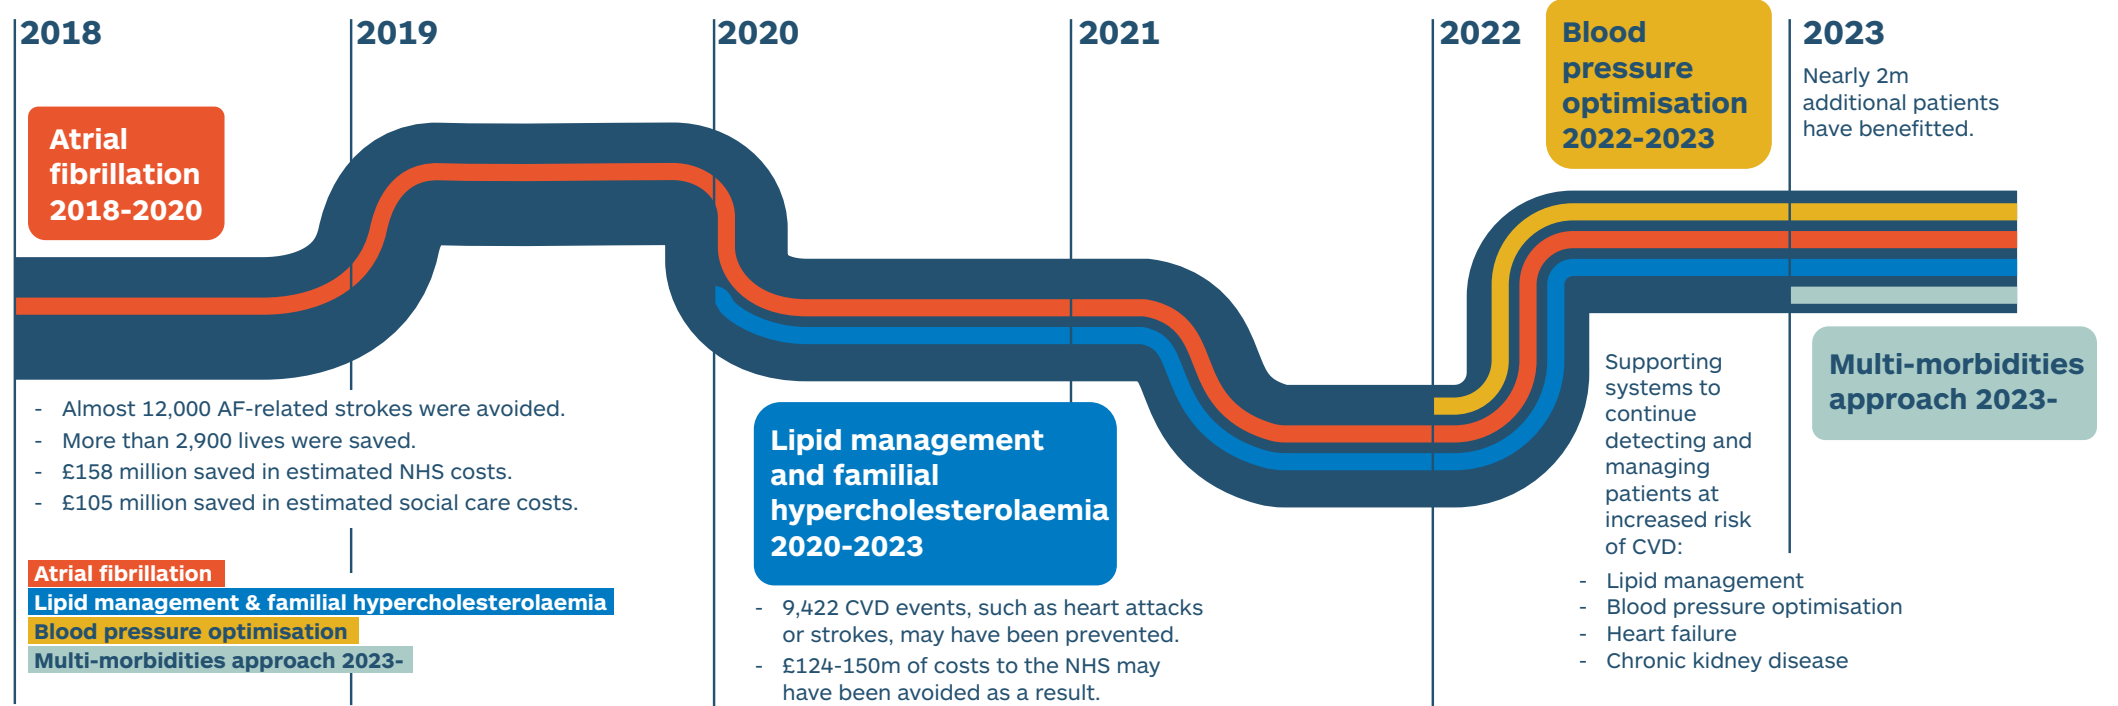 2018
2019
2020
2021
2022
2023
Atrial
fibrillation
2018-2020
Blood
pressure
optimisation
2022-2023
Nearly 2m
additional patients
have benefitted.
- Almost 12,000 AF-related strokes were avoided.
- More than 2,900 lives were saved.
- £158 million saved in estimated NHS costs.
- £105 million saved in estimated social care costs.
Atrial fibrillation
Lipid management & familial hypercholesterolaemia
Blood pressure optimisation
Multi-morbidities approach 2023-
Lipid management
and familial
hypercholesterolaemia
2020-2023
- 9,422 CVD events, such as heart attacks
or strokes, may have been prevented.
- £124-150m of costs to the NHS may
have been avoided as a result.
Supporting
systems to
continue
detecting and
managing
patients at
increased risk
of CVD:
- Lipid management
- Blood pressure optimisation
- Heart failure
- Chronic kidney disease
Multi-morbidities
approach 2023-